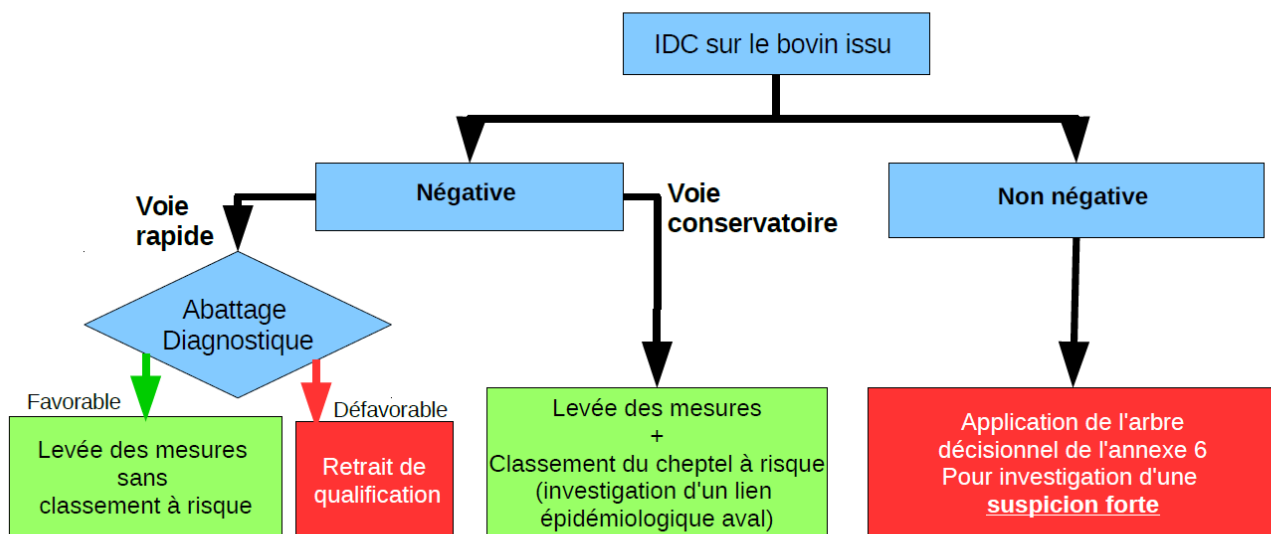 IDC sur le bovin issu
Négative
Non négative
Voie
rapide
Voie
conservatoire
Abattage
Diagnostique
Favorable
Défavorable
Levée des mesures
sans
classement à risque
Retrait de
qualification
Levée des mesures
+
Classement du cheptel à risque
(investigation d'un lien
épidémiologique aval)
Application de l'arbre
décisionnel de l'annexe 6
Pour investigation d'une
suspicion forte